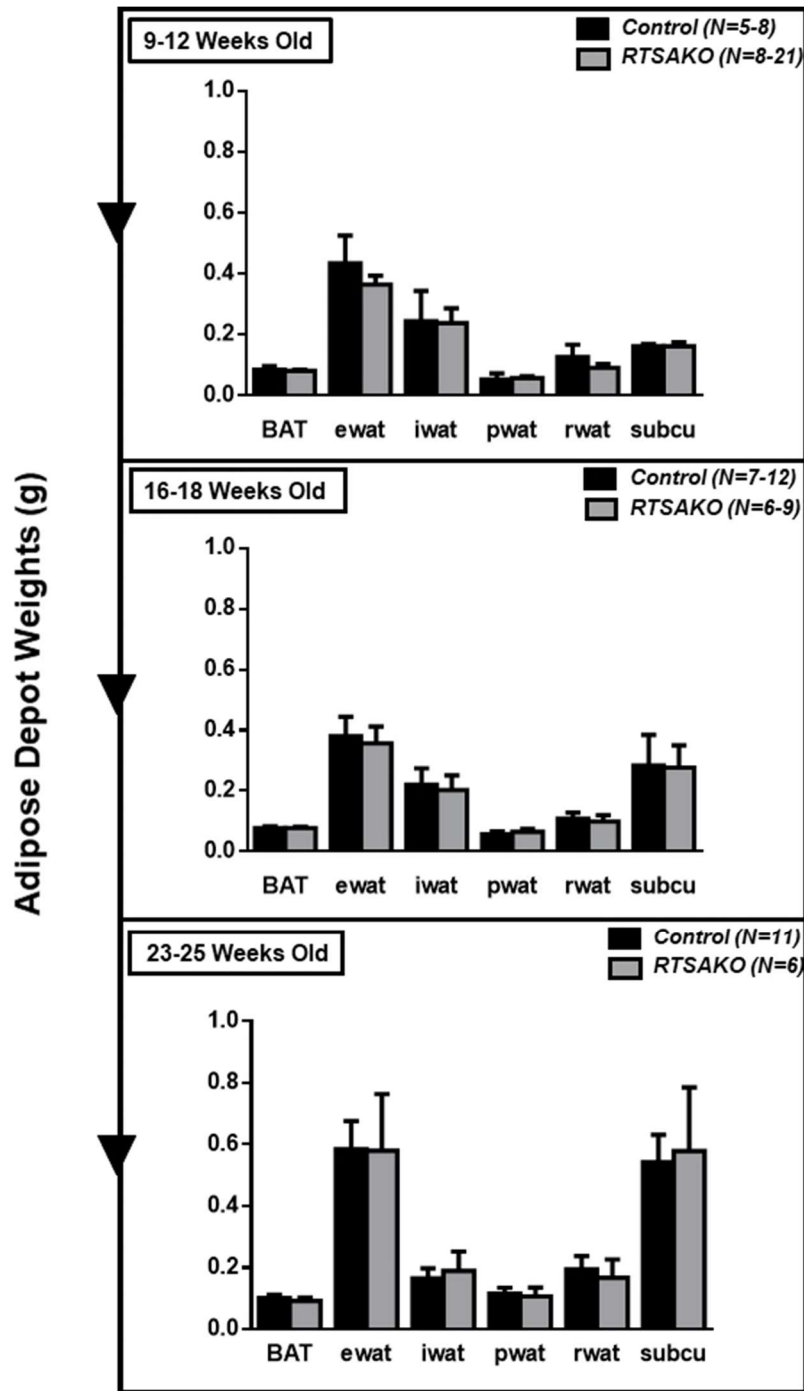 Adipose Depot Weights (g)
9-12 Weeks Old
Control (N=5-8)
RTSAKO (N=8-21)
1.0
0.8
0.6
0.4
0.2
0.0
BAT ewat iwat pwat rwat subcu
16-18 Weeks Old
Control (N=7-12)
RTSAKO (N=6-9)
1.0
0.8
0.6
0.4
0.2
0.0
BAT ewat iwat pwat rwat subcu
23-25 Weeks Old
Control (N=11)
RTSAKO (N=6)
1.0
0.8
0.6
0.4
0.2
0.0
BAT ewat iwat pwat rwat subcu